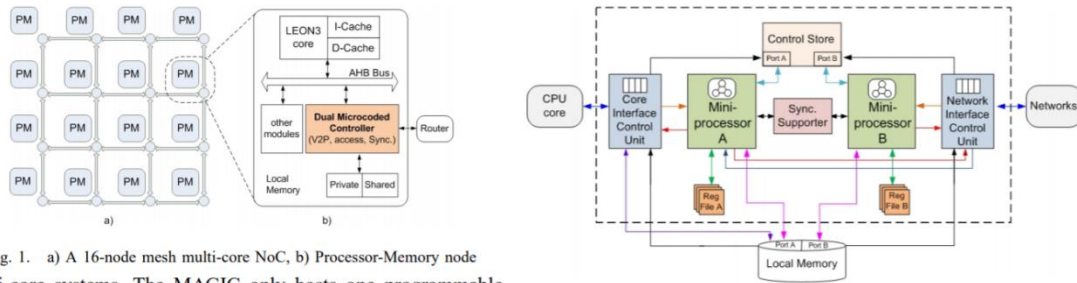 PM PM PM PM
PM PM PM PM
PM PM PM PM
PM PM PM PM
a)
LEON3
core
I-Cache
D-Cache
AHB Bus
other
modules
Dual Microcoded
Controller
(V2P, access, Sync.)
Router
Local
Memory
Private Shared
b)
g. 1. a) A 16-node mesh multi-core NoC, b) Processor-Memory node
Control Store
Port A Port B
CPU
core
Core
Interface
Control
Unit
Mini-
processor
A
Sync.
Supporter
Mini-
processor
B
Network
Interface
Control
Unit
Networks
Reg
File A
Reg
File B
Port A Port B
Local Memory